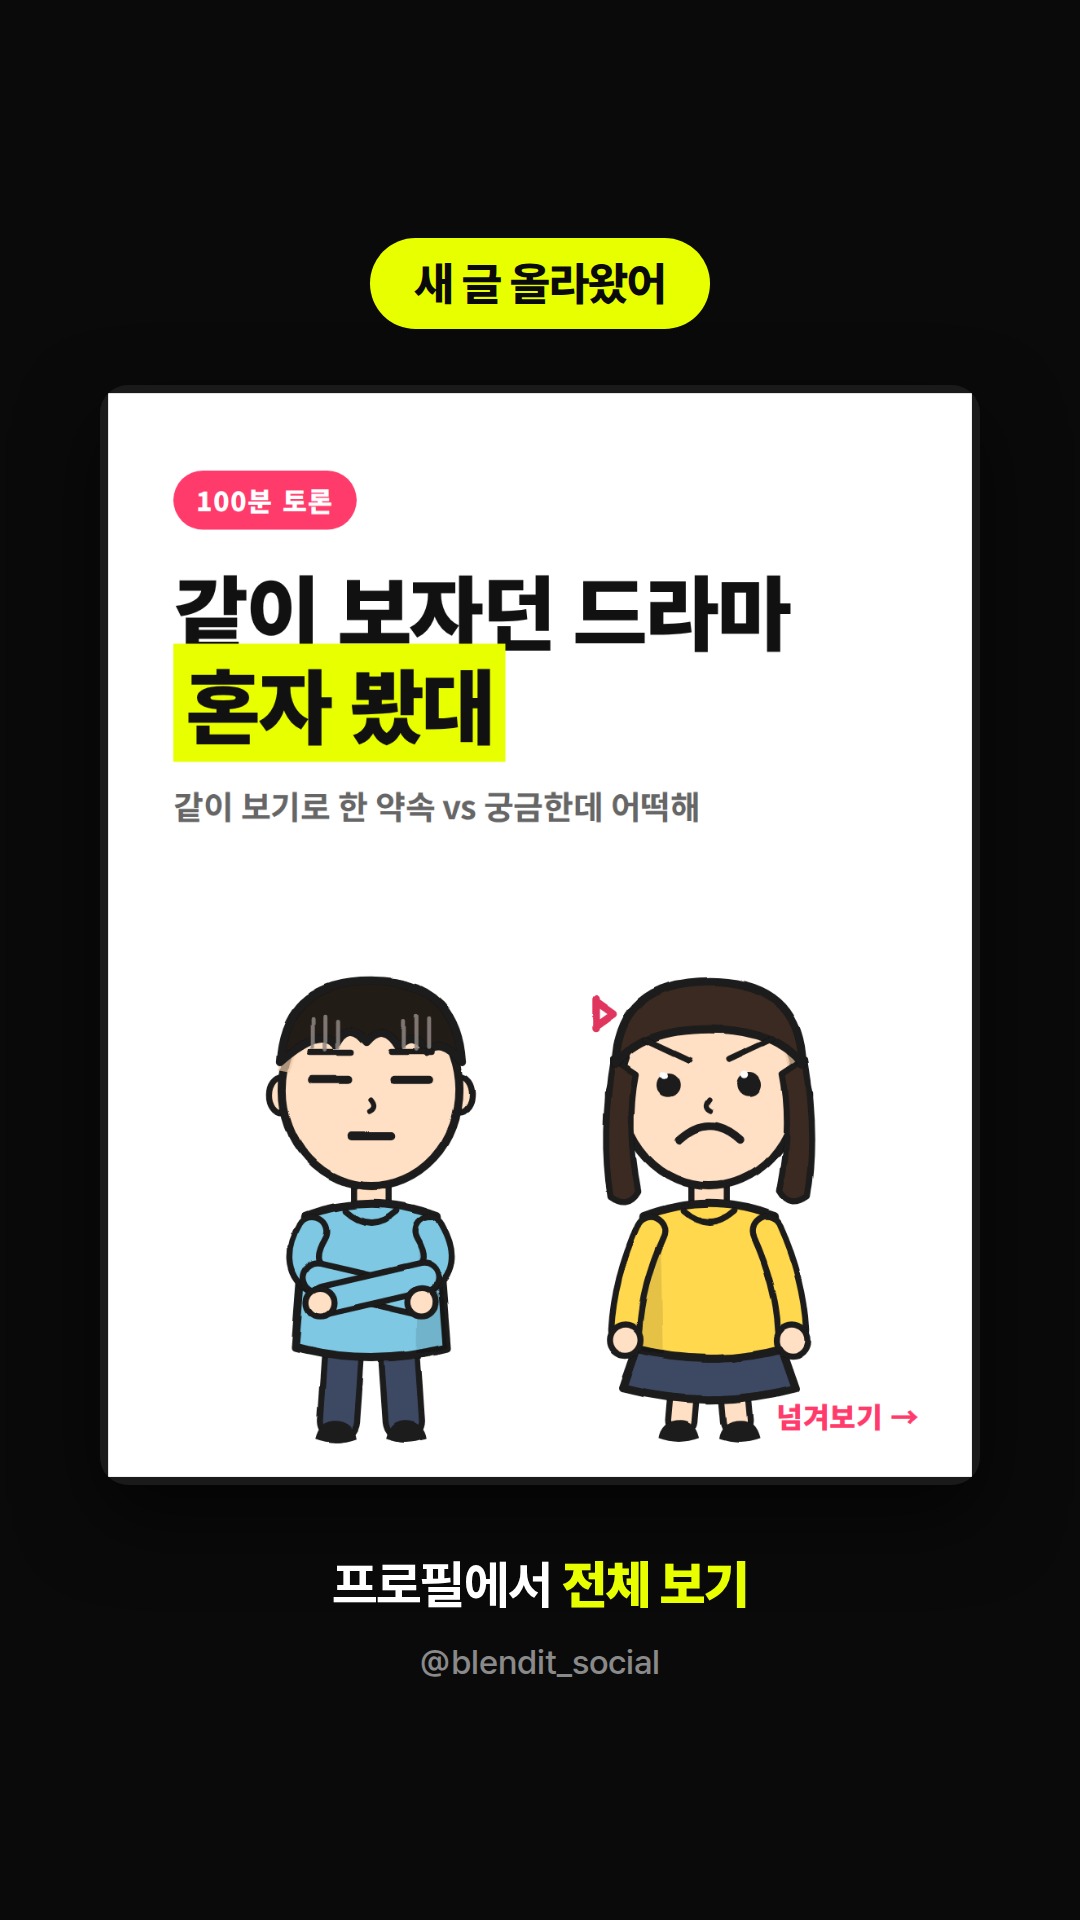 새 글 올라왔어
100분 토론
같이 보자던 드라마
혼자 봤대
같이 보기로 한 약속 vs 궁금한데 어떡해
넘겨보기 →
프로필에서 전체 보기
@blendit_social